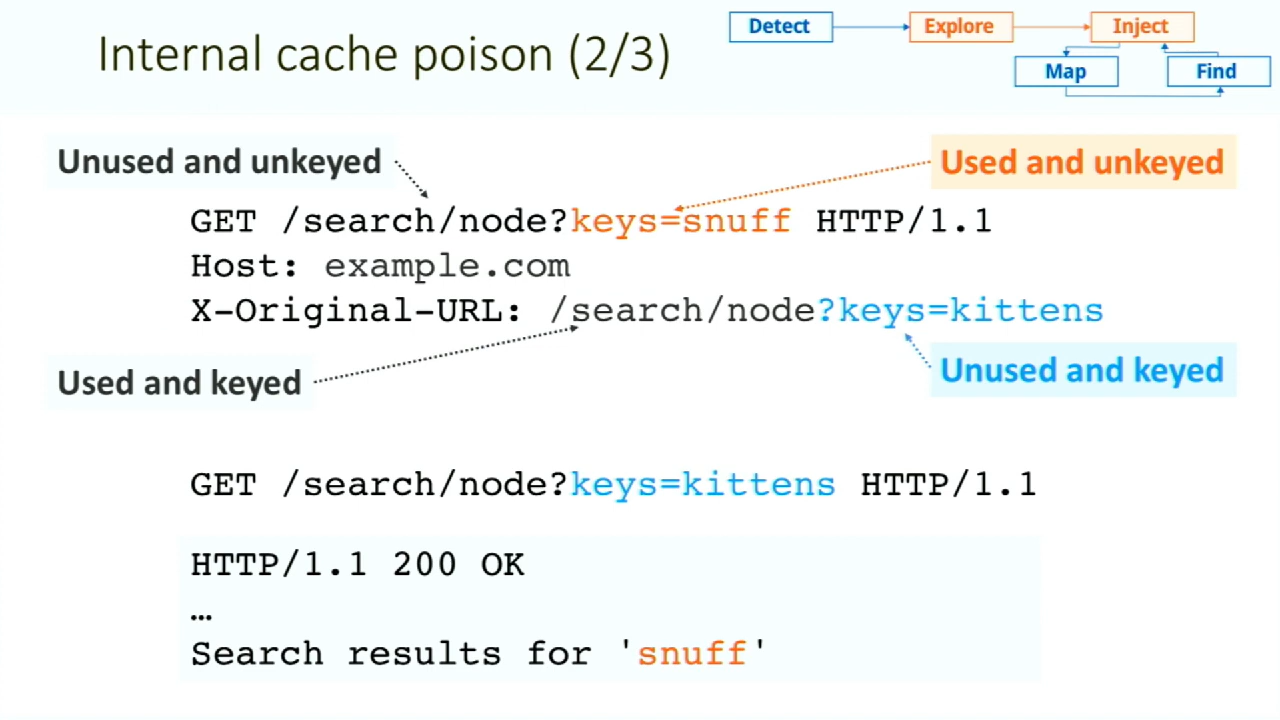 Internal cache poison (2/3)
Detect
Explore
Inject
Map
Find
Unused and unkeyed
Used and unkeyed
GET /search/node?keys=snuff HTTP/1.1
Host: example.com
X-Original-URL: /search/node?keys=kittens
Used and keyed
Unused and keyed
GET /search/node?keys=kittens HTTP/1.1
HTTP/1.1 200 OK
…
Search results for 'snuff'